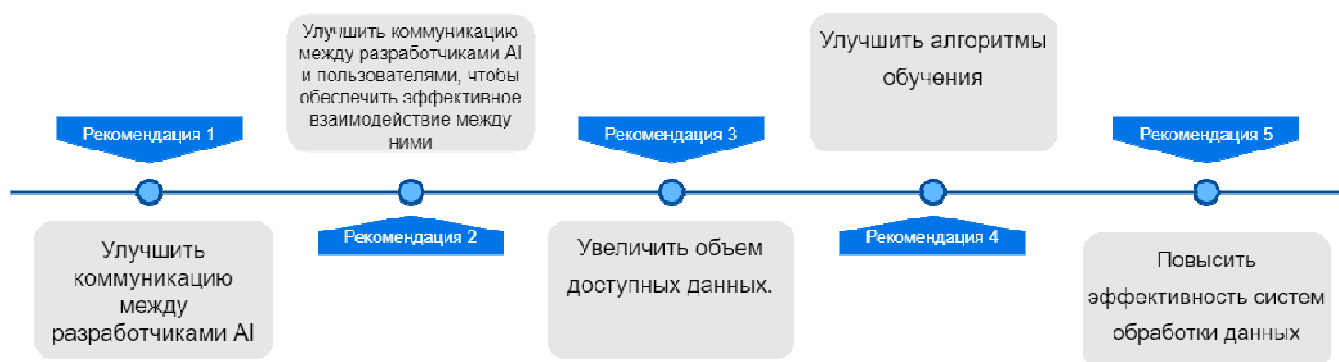 Рекомендация 1
Улучшить
коммуникацию
между
разработчиками AI
Улучшить коммуникацию
между разработчиками AI
и пользователями, чтобы
обеспечить эффективное
взаимодействие между
ними
Рекомендация 2
Рекомендация 3
Увеличить объем
доступных данных.
Улучшить алгоритмы
обучения
Рекомендация 4
Рекомендация 5
Повысить
эффективность систем
обработки данных